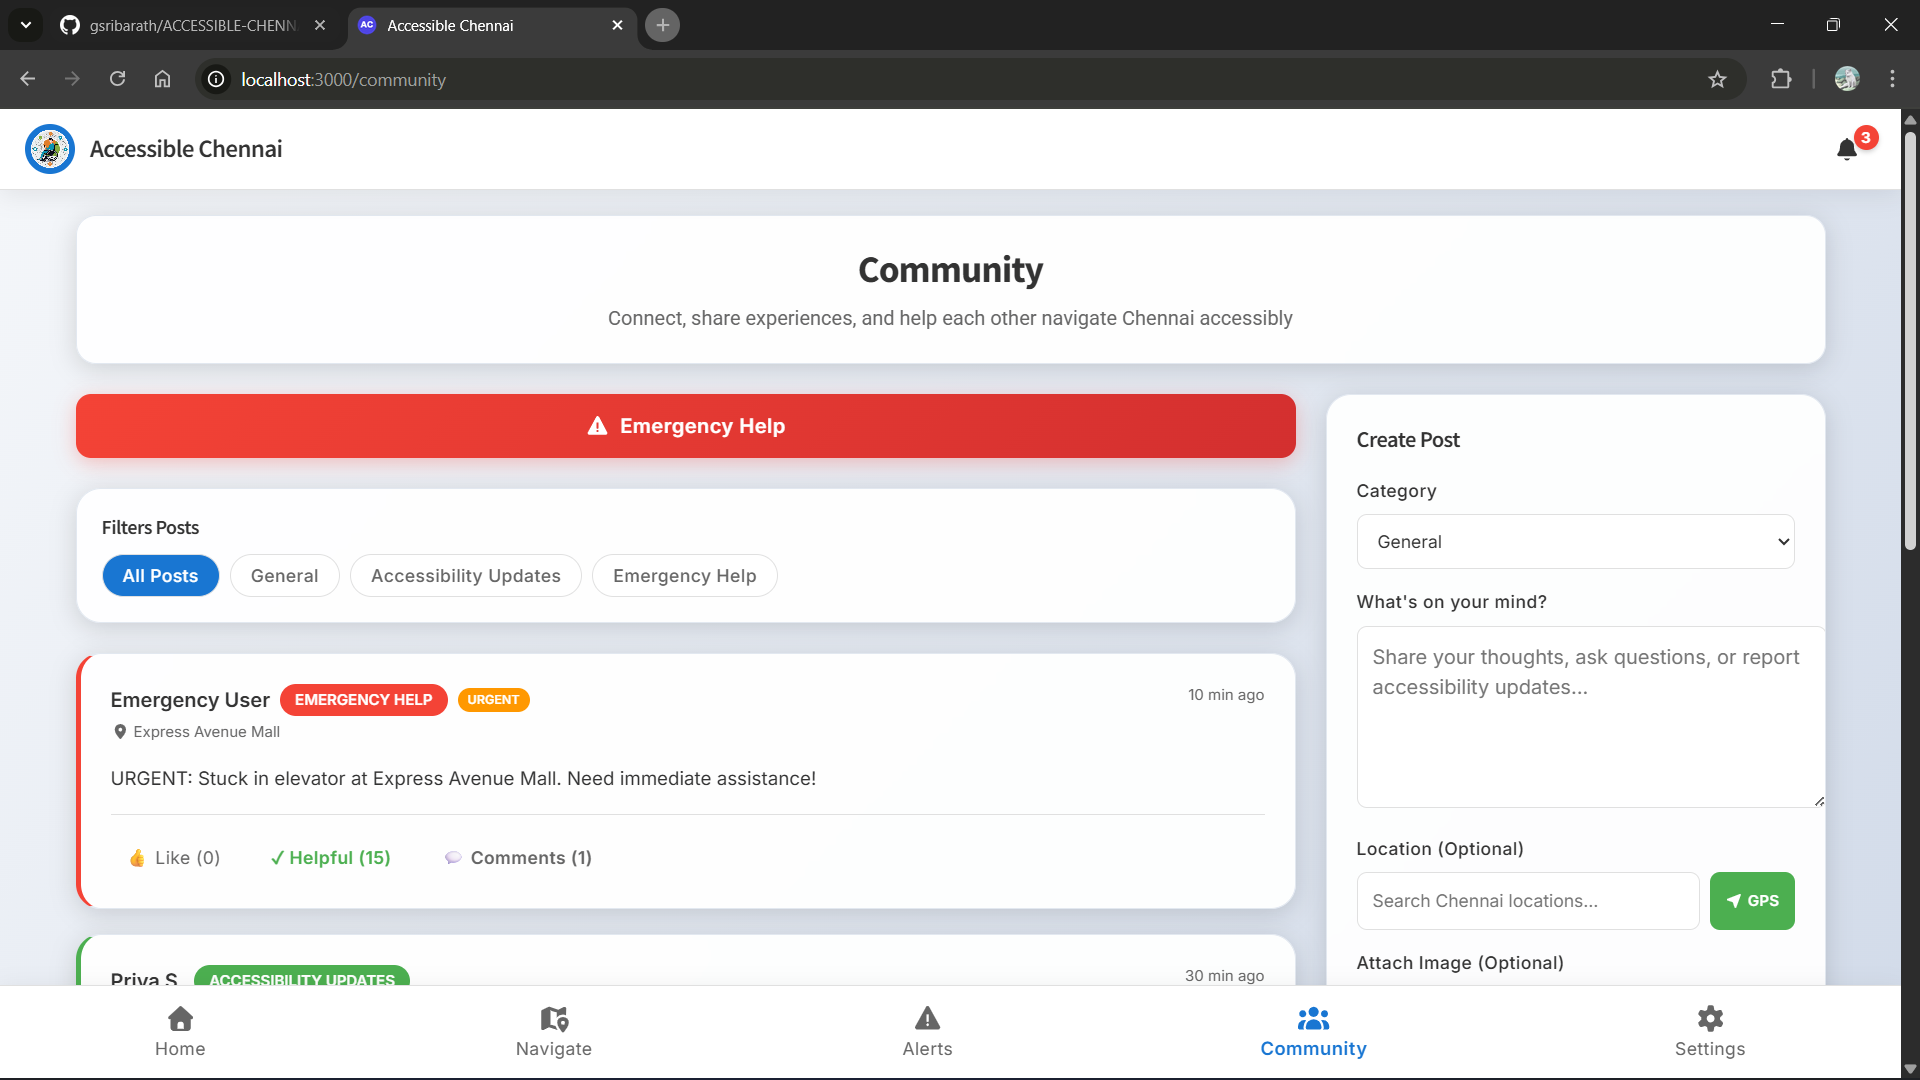 gsribarath/ACCESSIBLE-CHENN
AC
Accessible Chennai
localhost:3000/community
Accessible Chennai
3
Community
Connect, share experiences, and help each other navigate Chennai accessibly
Emergency Help
Filters Posts
All Posts
General
Accessibility Updates
Emergency Help
Emergency User
EMERGENCY HELP
URGENT
10 min ago
Express Avenue Mall
URGENT: Stuck in elevator at Express Avenue Mall. Need immediate assistance!
👍 Like (0)
✓ Helpful (15)
💬 Comments (1)
Priya S
ACCESSIBILITY UPDATES
30 min ago
Create Post
Category
General
What's on your mind?
Share your thoughts, ask questions, or report
accessibility updates...
Location (Optional)
Search Chennai locations...
GPS
Attach Image (Optional)
Home
Navigate
Alerts
Community
Settings